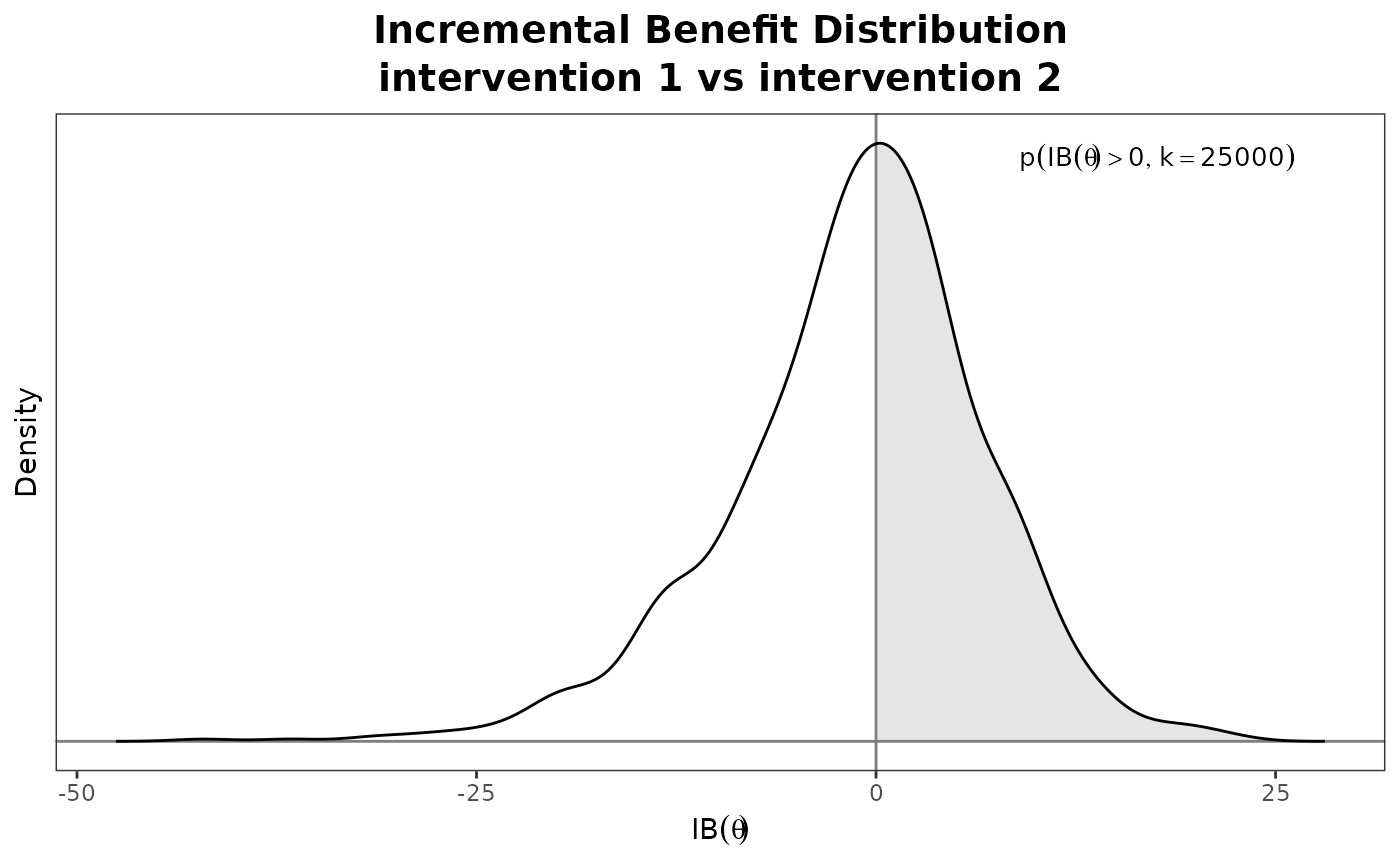 Incremental Benefit Distribution
intervention 1 vs intervention 2
p(IB(θ) > 0, k = 25000)
Density
-50 -25 0 25
IB(θ)